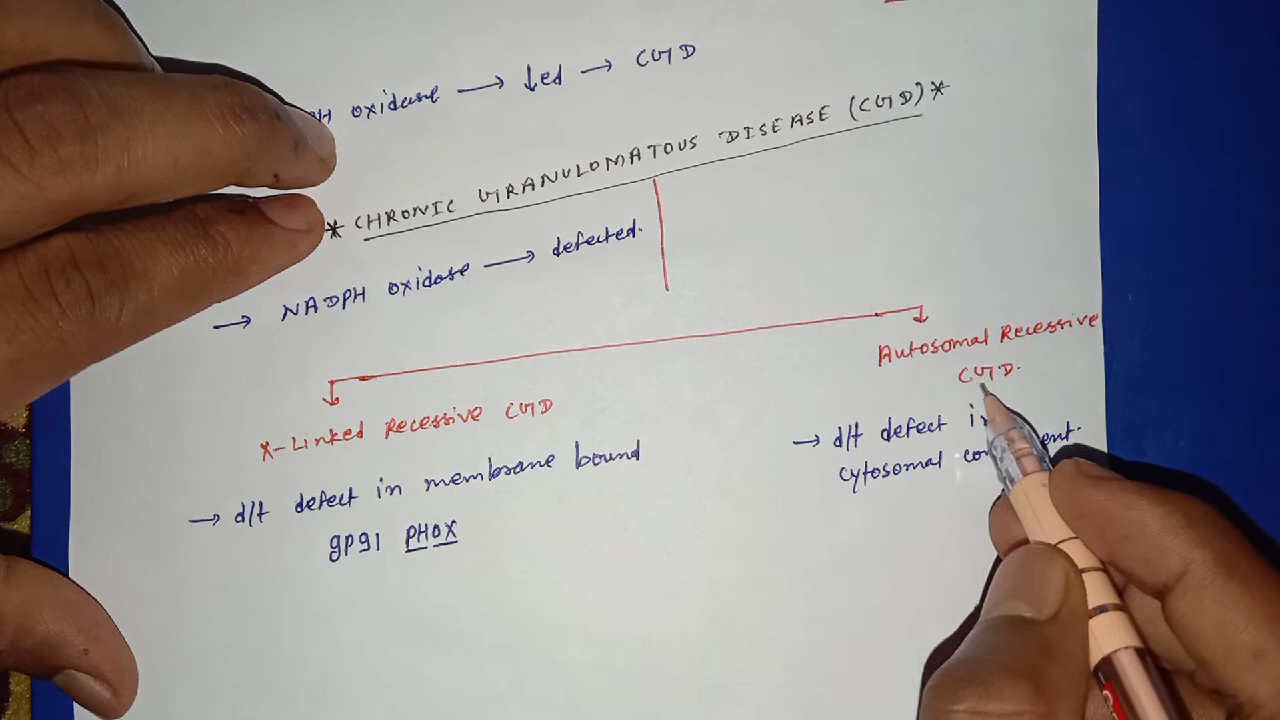 PH oxidase → ↓ed → CGD
* CHRONIC GRANULOMATOUS DISEASE (CGD) *
→ NADPH oxidase → defected.
X-Linked Recessive CGD
→ d/t defect in membrane bound
gp91 PHOX
Autosomal Recessive
CGD.
→ d/t defect in
cytosomal